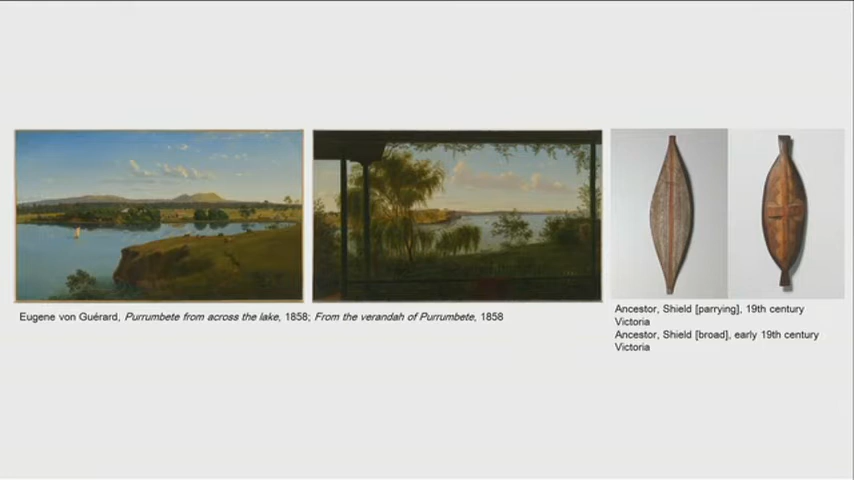 Eugene von Guérard, Purrumbete from across the lake, 1858; From the verandah of Purrumbete, 1858
Ancestor, Shield [parrying], 19th century
Victoria
Ancestor, Shield [broad], early 19th century
Victoria